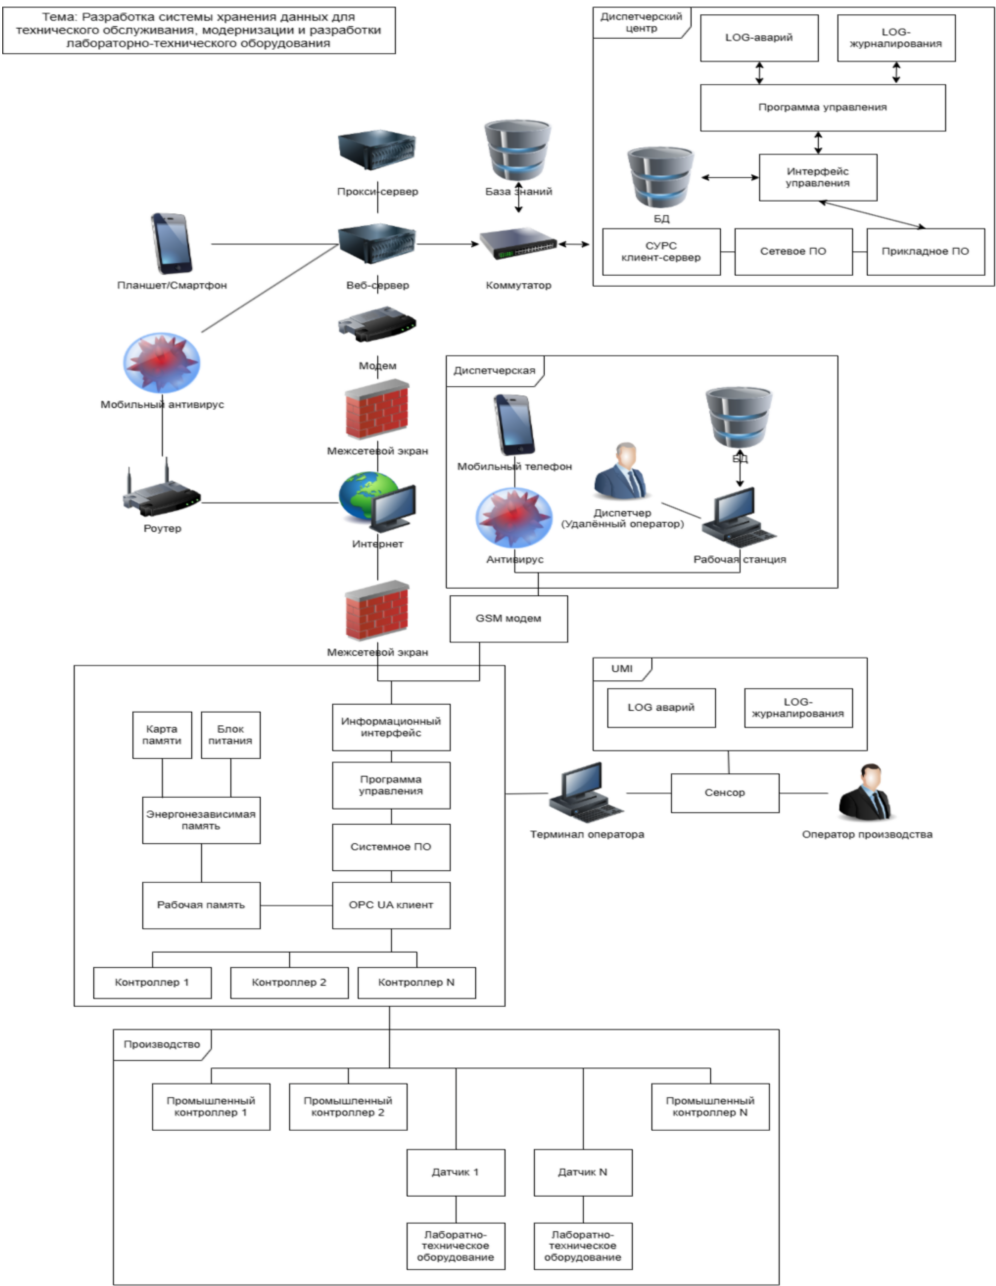 Тема: Разработка системы хранения данных для
технического обслуживания, модернизации и разработки
лабораторно-технического оборудования
Диспетчерский
центр
LOG-аварий
LOG-
журналирования
Программа управления
Интерфейс
управления
БД
СУРС
клиент-сервер
Сетевое ПО
Прикладное ПО
Прокси-сервер
База знаний
Планшет/Смартфон
Веб-сервер
Коммутатор
Модем
Мобильный антивирус
Межсетевой экран
Роутер
Интернет
Межсетевой экран
Диспетчерская
Мобильный телефон
БД
Диспетчер
(Удалённый оператор)
Антивирус
Рабочая станция
GSM модем
UMI
LOG аварий
LOG-
журналирования
Терминал оператора
Сенсор
Оператор производства
Карта
памяти
Блок
питания
Информационный
интерфейс
Программа
управления
Энергонезависимая
память
Системное ПО
Рабочая память
OPC UA клиент
Контроллер 1
Контроллер 2
Контроллер N
Производство
Промышленный
контроллер 1
Промышленный
контроллер 2
Промышленный
контроллер N
Датчик 1
Датчик N
Лаборатно-
техническое
оборудование
Лаборатно-
техническое
оборудование